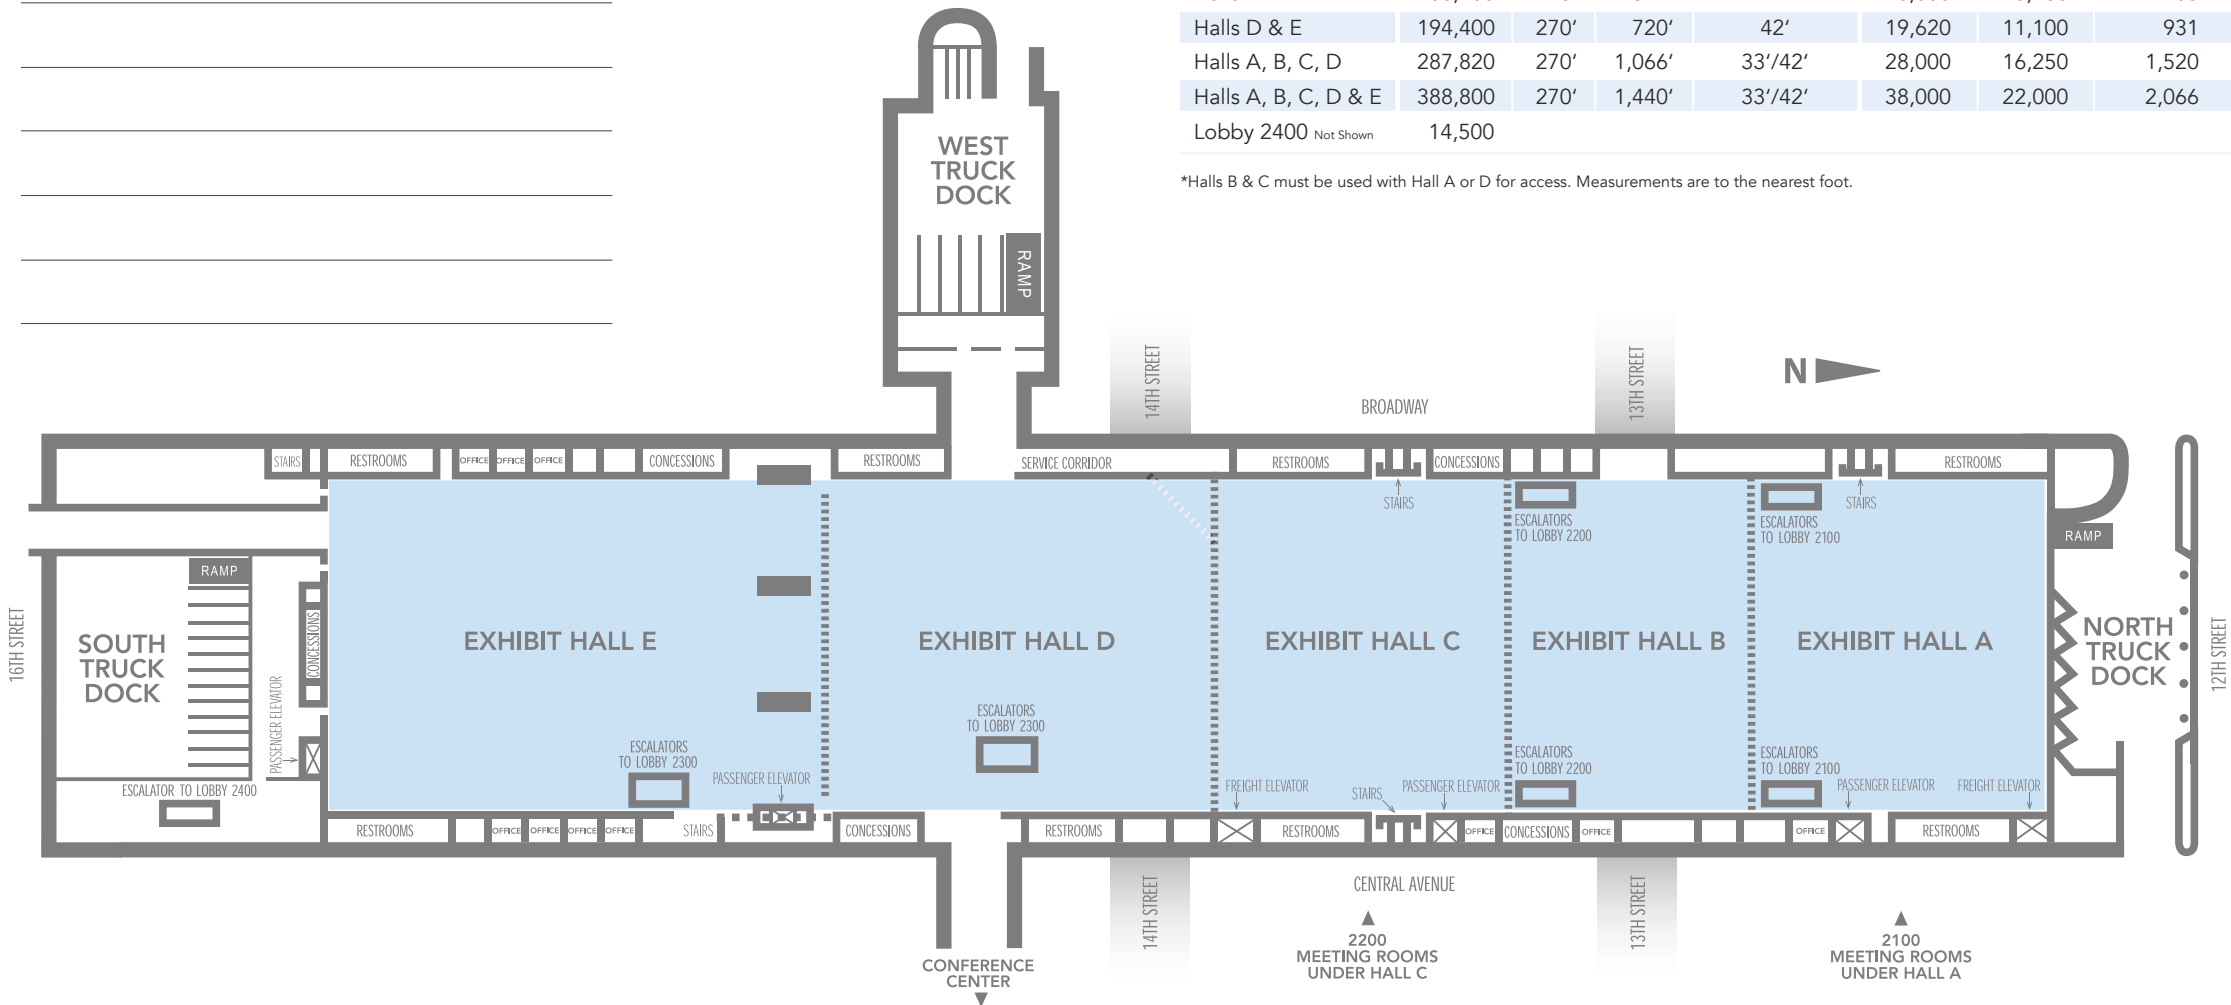 Halls D & E 194,400 270' 720' 42' 19,620 11,100 931
Halls A, B, C, D 287,820 270' 1,066' 33'/42' 28,000 16,250 1,520
Halls A, B, C, D & E 388,800 270' 1,440' 33'/42' 38,000 22,000 2,066
Lobby 2400 Not Shown 14,500
*Halls B & C must be used with Hall A or D for access. Measurements are to the nearest foot.
WEST
TRUCK
DOCK
RAMP
14TH STREET
13TH STREET
N
BROADWAY
STAIRS
RESTROOMS
OFFICE
OFFICE
OFFICE
CONCESSIONS
RESTROOMS
SERVICE CORRIDOR
RESTROOMS
CONCESSIONS
RESTROOMS
STAIRS
STAIRS
ESCALATORS
TO LOBBY 2200
ESCALATORS
TO LOBBY 2100
RAMP
RAMP
16TH STREET
SOUTH
TRUCK
DOCK
CONCESSIONS
PASSENGER ELEVATOR
EXHIBIT HALL E
EXHIBIT HALL D
EXHIBIT HALL C
EXHIBIT HALL B
EXHIBIT HALL A
NORTH
TRUCK
DOCK
12TH STREET
ESCALATORS
TO LOBBY 2300
ESCALATORS
TO LOBBY 2300
ESCALATORS
TO LOBBY 2200
ESCALATORS
TO LOBBY 2100
PASSENGER ELEVATOR
FREIGHT ELEVATOR
STAIRS
PASSENGER ELEVATOR
PASSENGER ELEVATOR
FREIGHT ELEVATOR
ESCALATOR TO LOBBY 2400
RESTROOMS
OFFICE
OFFICE
OFFICE
OFFICE
STAIRS
CONCESSIONS
RESTROOMS
RESTROOMS
OFFICE
CONCESSIONS
OFFICE
OFFICE
RESTROOMS
14TH STREET
CENTRAL AVENUE
13TH STREET
2200
MEETING ROOMS
UNDER HALL C
2100
MEETING ROOMS
UNDER HALL A
CONFERENCE
CENTER